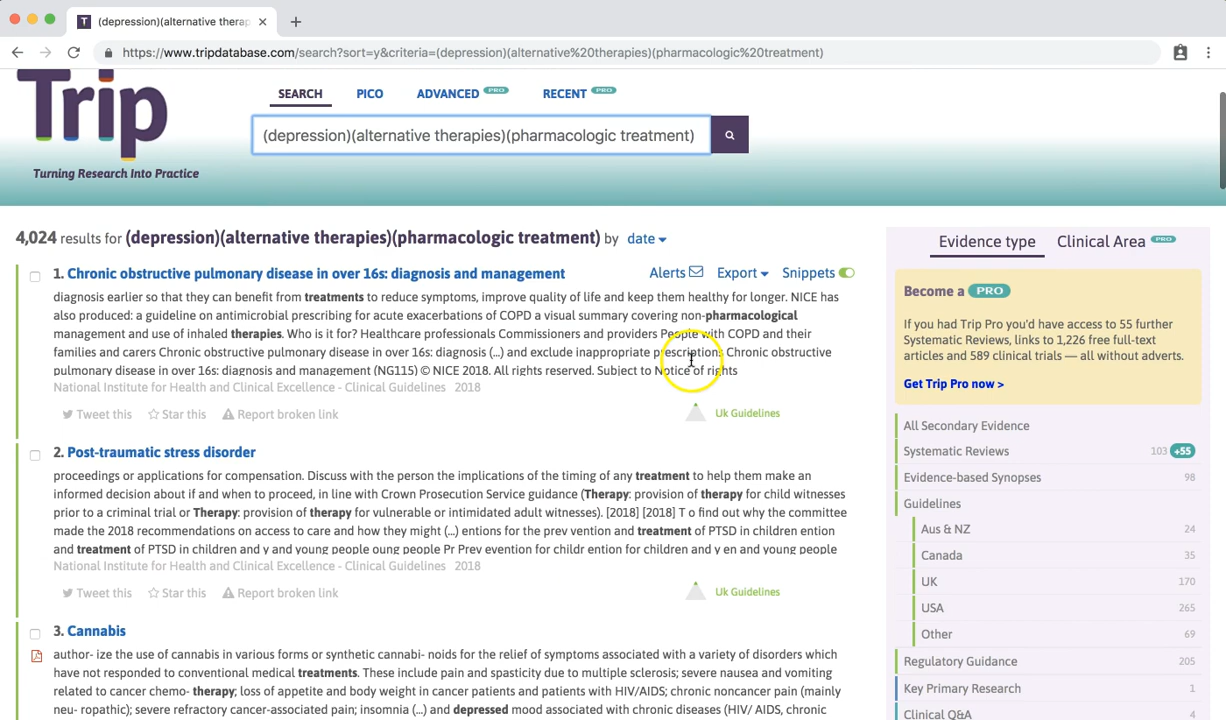 (depression)(alternative therap
https://www.tripdatabase.com/search?sort=y&criteria=(depression)(alternative%20therapies)(pharmacologic%20treatment)
Trip
Turning Research Into Practice
SEARCH PICO ADVANCED PRO RECENT PRO
(depression)(alternative therapies)(pharmacologic treatment)
4,024 results for (depression)(alternative therapies)(pharmacologic treatment) by date
1. Chronic obstructive pulmonary disease in over 16s: diagnosis and management
Alerts Export Snippets
diagnosis earlier so that they can benefit from treatments to reduce symptoms, improve quality of life and keep them healthy for longer. NICE has
also produced: a guideline on antimicrobial prescribing for acute exacerbations of COPD a visual summary covering non-pharmacological
management and use of inhaled therapies. Who is it for? Healthcare professionals Commissioners and providers People with COPD and their
families and carers Chronic obstructive pulmonary disease in over 16s: diagnosis (...) and exclude inappropriate prescriptions Chronic obstructive
pulmonary disease in over 16s: diagnosis and management (NG115) © NICE 2018. All rights reserved. Subject to Notice of rights
National Institute for Health and Clinical Excellence - Clinical Guidelines 2018
Tweet this Star this Report broken link
Uk Guidelines
2. Post-traumatic stress disorder
proceedings or applications for compensation. Discuss with the person the implications of the timing of any treatment to help them make an
informed decision about if and when to proceed, in line with Crown Prosecution Service guidance (Therapy: provision of therapy for child witnesses
prior to a criminal trial or Therapy: provision of therapy for vulnerable or intimidated adult witnesses). [2018] [2018] T o find out why the committee
made the 2018 recommendations on access to care and how they might (...) entions for the prev vention and treatment of PTSD in children ention
and treatment of PTSD in children and y and young people oung people Pr Prev evention for childr ention for children and y en and young people
National Institute for Health and Clinical Excellence - Clinical Guidelines 2018
Tweet this Star this Report broken link
Uk Guidelines
3. Cannabis
author- ize the use of cannabis in various forms or synthetic cannabi- noids for the relief of symptoms associated with a variety of disorders which
have not responded to conventional medical treatments. These include pain and spasticity due to multiple sclerosis; severe nausea and vomiting
related to cancer chemo- therapy; loss of appetite and body weight in cancer patients and patients with HIV/AIDS; chronic noncancer pain (mainly
neu- ropathic); severe refractory cancer-associated pain; insomnia (...) and depressed mood associated with chronic diseases (HIV/ AIDS, chronic
Evidence type Clinical Area PRO
Become a PRO
If you had Trip Pro you'd have access to 55 further
Systematic Reviews, links to 1,226 free full-text
articles and 589 clinical trials — all without adverts.
Get Trip Pro now >
All Secondary Evidence
Systematic Reviews 103 +55
Evidence-based Synopses 98
Guidelines
Aus & NZ 24
Canada 35
UK 170
USA 265
Other 69
Regulatory Guidance 205
Key Primary Research 1
Clinical Q&A 4